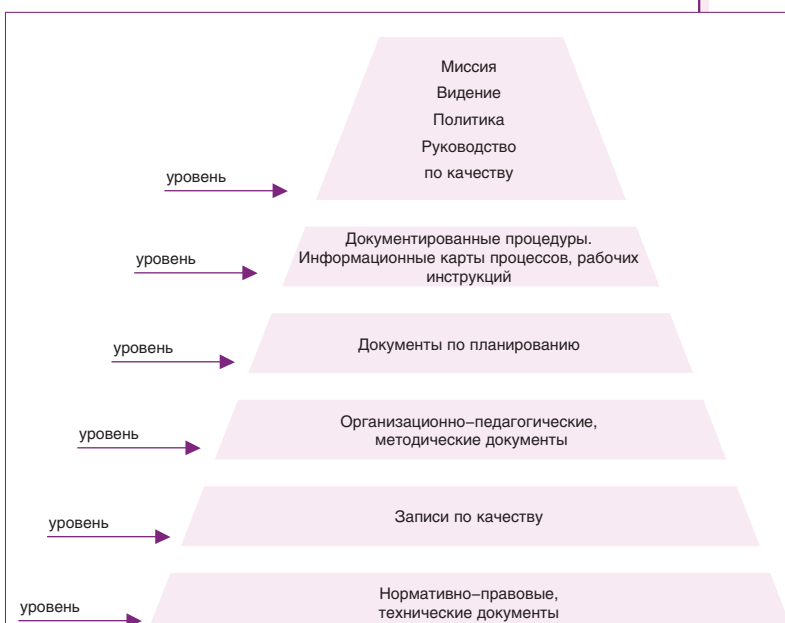 Миссия
Видение
Политика
Руководство
по качеству
уровень
Документированные процедуры.
Информационные карты процессов, рабочих
инструкций
уровень
Документы по планированию
уровень
Организационно–педагогические,
методические документы
уровень
Записи по качеству
уровень
Нормативно–правовые,
технические документы
уровень